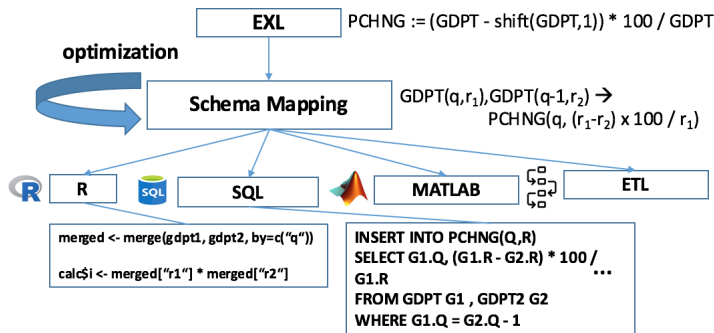 EXL
PCHNG := (GDPT - shift(GDPT,1)) * 100 / GDPT
optimization
Schema Mapping
GDPT(q,r₁),GDPT(q-1,r₂) →
PCHNG(q, (r₁-r₂) x 100 / r₁)
R
R
SQL
SQL
MATLAB
ETL
merged <- merge(gdpt1, gdpt2, by=c("q"))
calc$i <- merged["r1"] * merged["r2"]
INSERT INTO PCHNG(Q,R)
SELECT G1.Q, (G1.R - G2.R) * 100 /
G1.R
...
FROM GDPT G1 , GDPT2 G2
WHERE G1.Q = G2.Q - 1